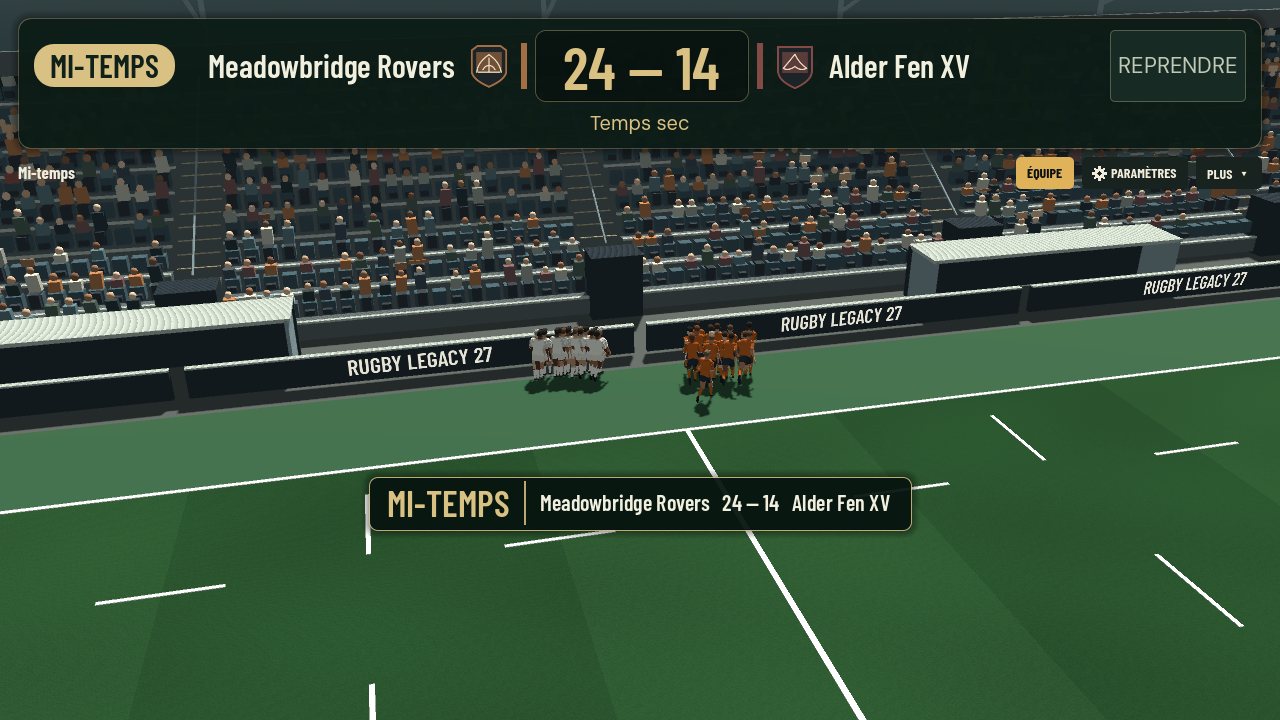 MI-TEMPS Meadowbridge Rovers 24 – 14 Alder Fen XV REPRENDRE
Temps sec
Mi-temps ÉQUIPE PARAMÈTRES PLUS
RUGBY LEGACY 27
RUGBY LEGACY 27
RUGBY LEGACY 27
MI-TEMPS Meadowbridge Rovers 24 – 14 Alder Fen XV